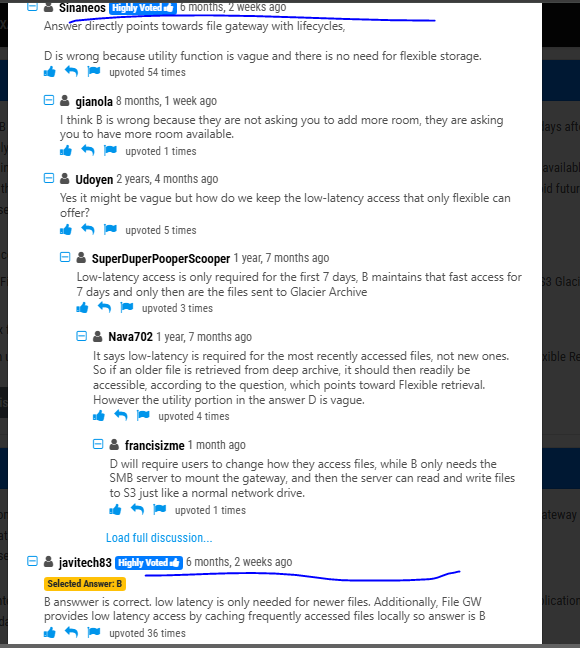 Sinaneos Highly Voted 6 months, 2 weeks ago
Answer directly points towards file gateway with lifecycles,
D is wrong because utility function is vague and there is no need for flexible storage.
upvoted 54 times
gianola 8 months, 1 week ago
I think B is wrong because they are not asking you to add more room, they are asking
you to have more room available.
upvoted 1 times
Udoyen 2 years, 4 months ago
Yes it might be vague but how do we keep the low-latency access that only flexible can
offer?
upvoted 5 times
SuperDuperPooperScooper 1 year, 7 months ago
Low-latency access is only required for the first 7 days, B maintains that fast access for
7 days and only then are the files sent to Glacier Archive
upvoted 3 times
Nava702 1 year, 7 months ago
It says low-latency is required for the most recently accessed files, not new ones.
So if an older file is retrieved from deep archive, it should then readily be
accessible, according to the question, which points toward Flexible retrieval.
However the utility portion in the answer D is vague.
upvoted 4 times
francisizme 1 month ago
D will require users to change how they access files, while B only needs the
SMB server to mount the gateway, and then the server can read and write files
to S3 just like a normal network drive.
upvoted 1 times
Load full discussion...
javitech83 Highly Voted 6 months, 2 weeks ago
Selected Answer: B
B answwer is correct. low latency is only needed for newer files. Additionally, File GW
provides low latency access by caching frequently accessed files locally so answer is B
upvoted 36 times